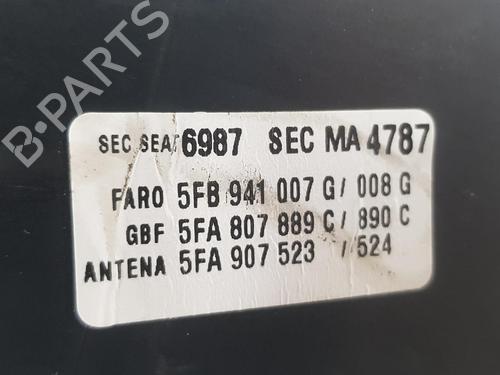 B-PARTS
SEC SEAT 6987 SEC MA 4787
FARO 5FB 941 007 G/ 008 G
GBF 5FA 807 889 C/ 890 C
ANTENA 5FA 907 523 / 524